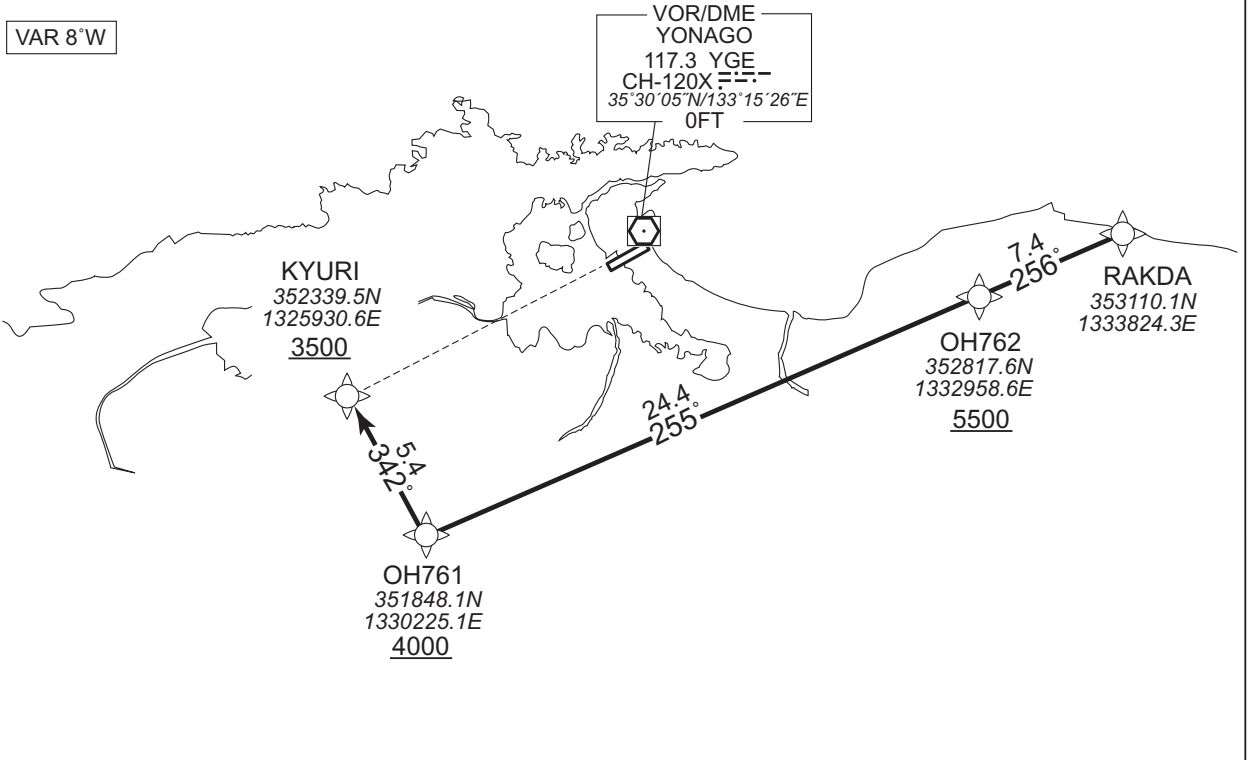 VAR 8˚W
VOR/DME
YONAGO
117.3 YGE
CH-120X
35˚30´05˝N/133˚15´26˝E
0FT
KYURI
352339.5N
1325930.6E
3500
7.4
256˚
RAKDA
353110.1N
1333824.3E
OH762
352817.6N
1332958.6E
5500
24.4
255˚
5.4
342˚
OH761
351848.1N
1330225.1E
4000